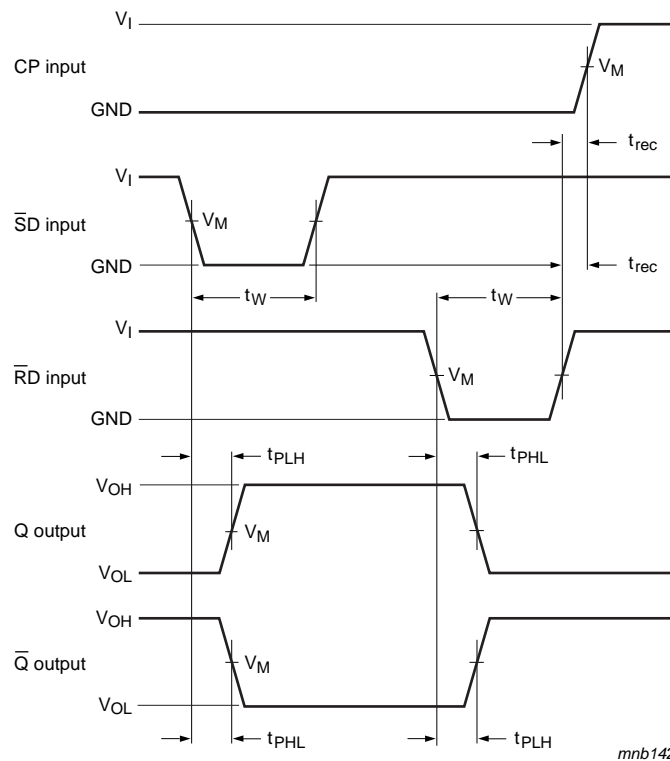 V_I
CP input
V_M
GND
t_rec
V_I
S̅D input
V_M
GND
t_rec
t_W
t_W
V_I
R̅D input
V_M
GND
t_PLH
t_PHL
V_OH
Q output
V_M
V_OL
V_OH
Q̅ output
V_M
V_OL
t_PHL
t_PLH